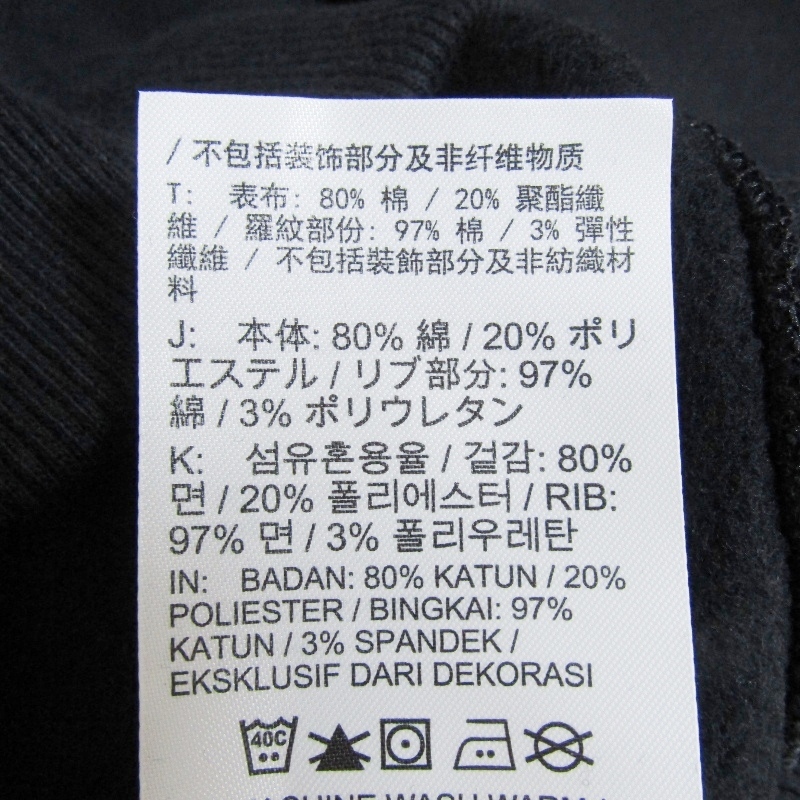 / 不包括装饰部分及非纤维物质
T: 表布: 80% 棉 / 20% 聚酯纖
維 / 羅紋部份: 97% 棉 / 3% 彈性
纖維 / 不包括裝飾部分及非紡織材
料
J: 本体: 80% 綿 / 20% ポリ
エステル / リブ部分: 97%
綿 / 3% ポリウレタン
K: 섬유혼용율 / 겉감: 80%
면 / 20% 폴리에스터 / RIB:
97% 면 / 3% 폴리우레탄
IN: BADAN: 80% KATUN / 20%
POLIESTER / BINGKAI: 97%
KATUN / 3% SPANDEK /
EKSKLUSIF DARI DEKORASI
40C
MACHINE WASH WARM /